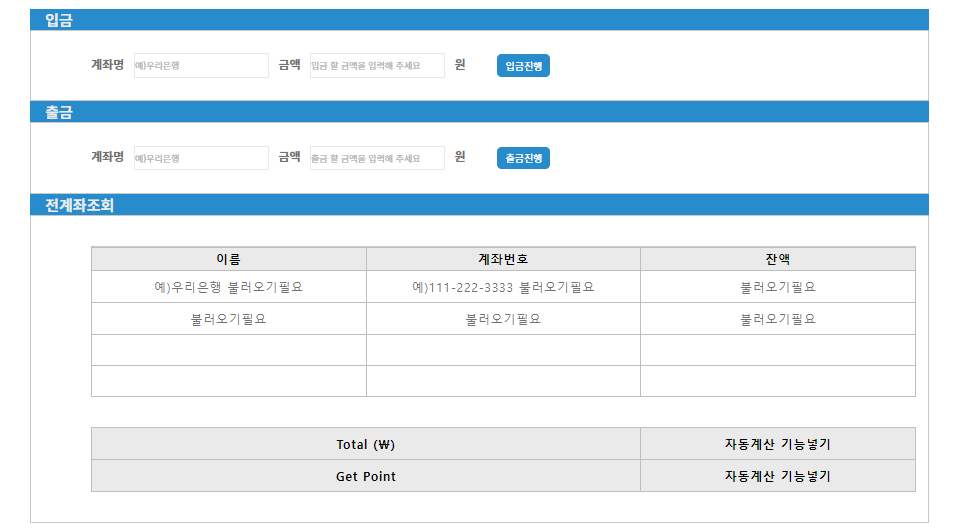 입금
계좌명 예)우리은행 금액 입금 할 금액을 입력해 주세요 원 입금진행
출금
계좌명 예)우리은행 금액 출금 할 금액을 입력해 주세요 원 출금진행
전계좌조회
이름 계좌번호 잔액
예)우리은행 불러오기필요 예)111-222-3333 불러오기필요 불러오기필요
불러오기필요 불러오기필요 불러오기필요
Total (₩) 자동계산 기능넣기
Get Point 자동계산 기능넣기